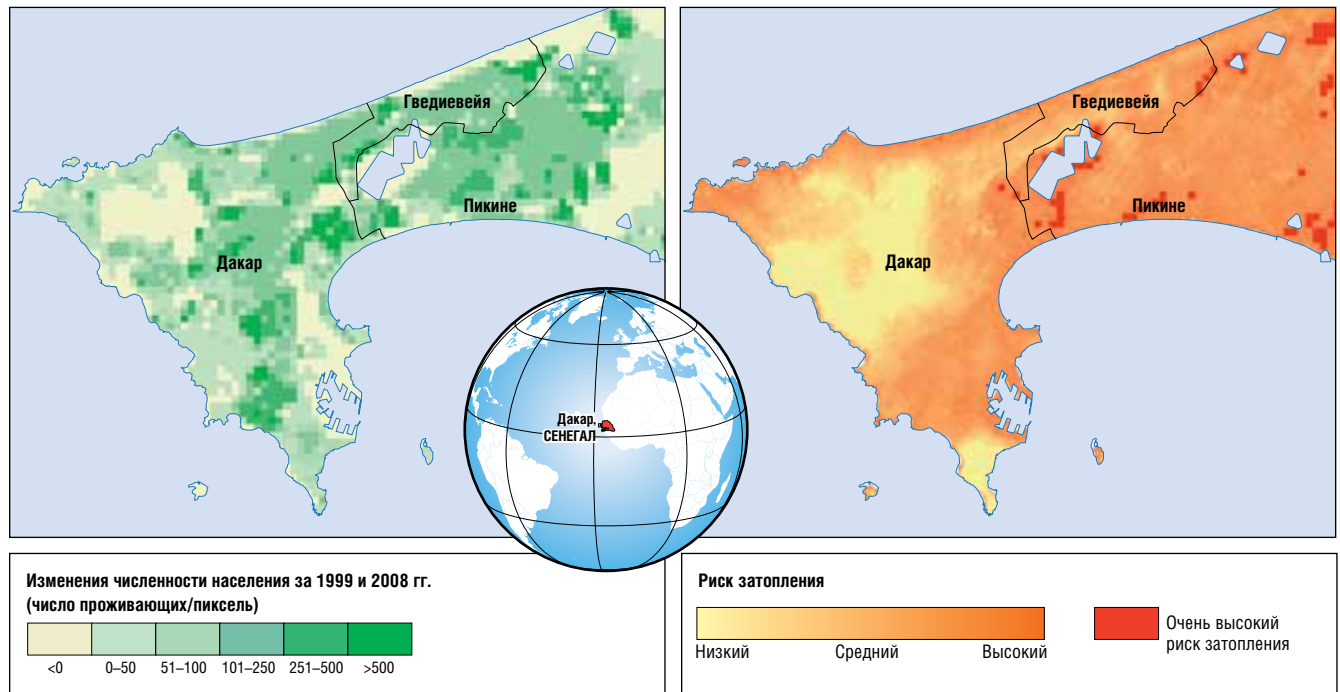 Гведиевейя
Пикине
Дакар
Гведиевейя
Пикине
Дакар
Дакар,
СЕНЕГАЛ
Изменения численности населения за 1999 и 2008 гг.
(число проживающих/пиксель)
<0 0–50 51–100 101–250 251–500 >500
Риск затопления
Низкий Средний Высокий
Очень высокий
риск затопления